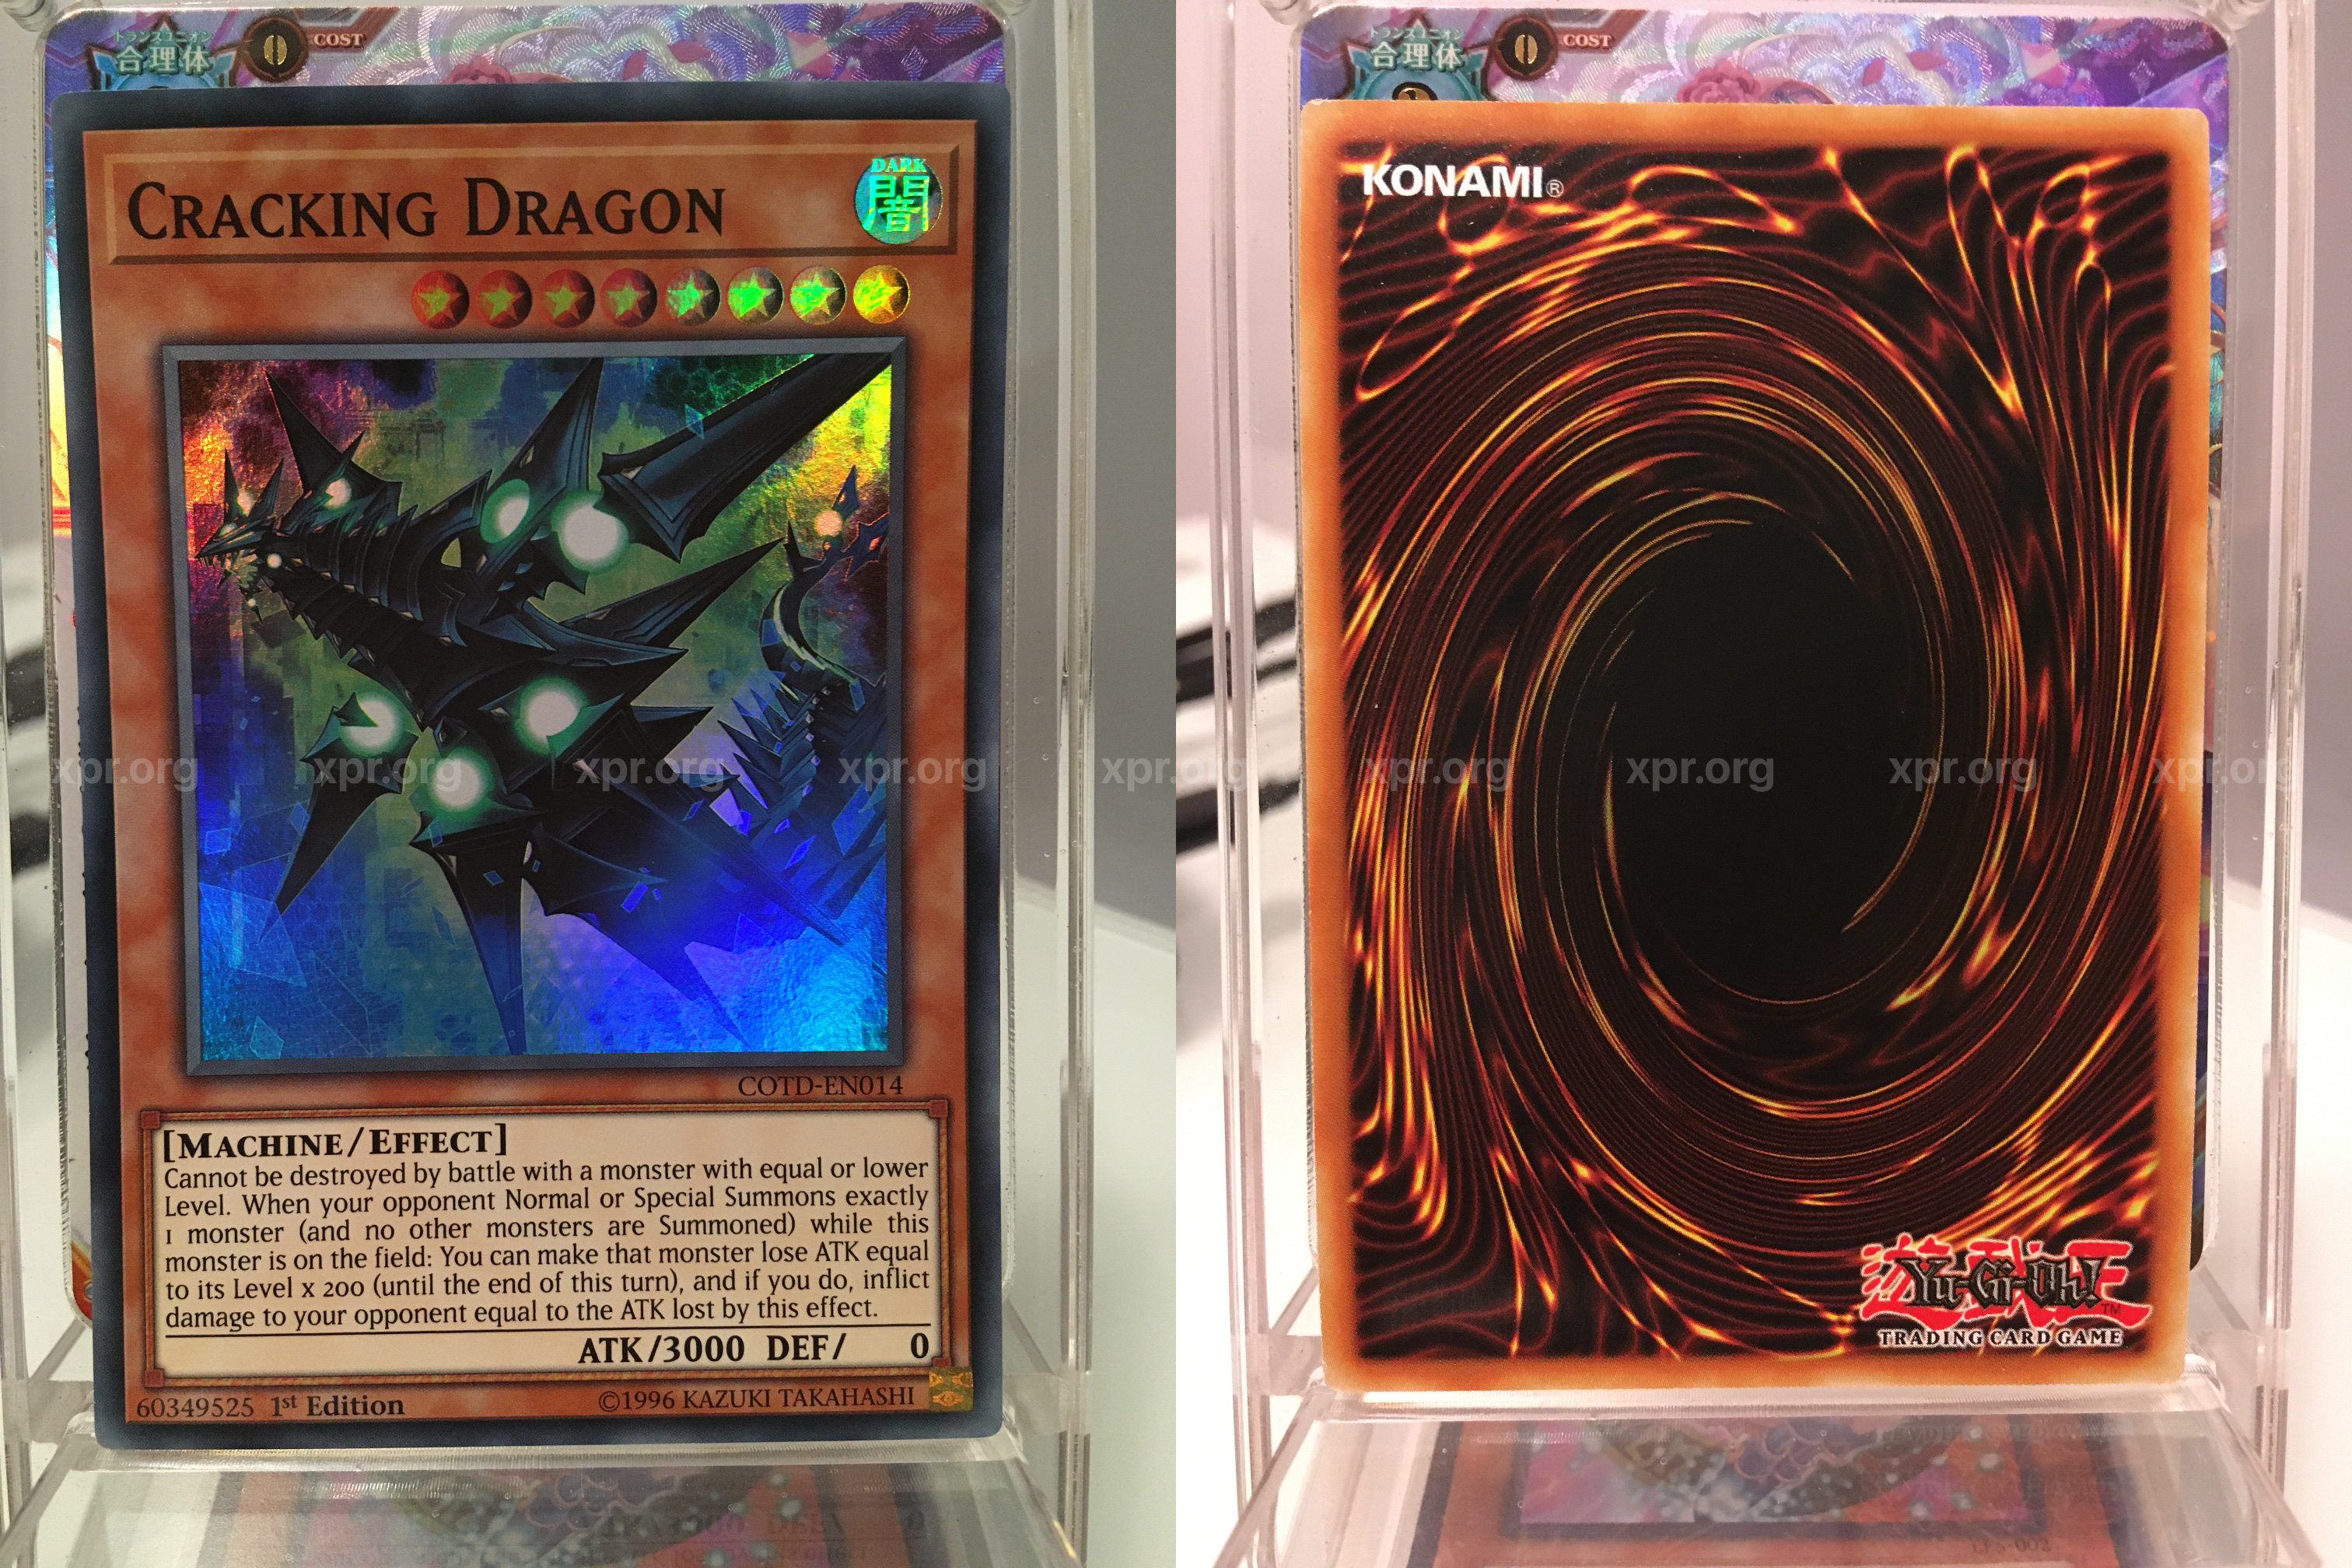 トランスユニオン
合理体
0 COST
CRACKING DRAGON
DARK
闇
COTD-EN014
[MACHINE/EFFECT]
Cannot be destroyed by battle with a monster with equal or lower
Level. When your opponent Normal or Special Summons exactly
1 monster (and no other monsters are Summoned) while this
monster is on the field: You can make that monster lose ATK equal
to its Level x 200 (until the end of this turn), and if you do, inflict
damage to your opponent equal to the ATK lost by this effect.
ATK/3000 DEF/ 0
60349525 1st Edition ©1996 KAZUKI TAKAHASHI
トランスユニオン
合理体
0 COST
KONAMI®
遊戯王
Yu-Gi-Oh!™
TRADING CARD GAME
xpr.org xpr.org xpr.org xpr.org xpr.org xpr.org xpr.org xpr.org xpr.org